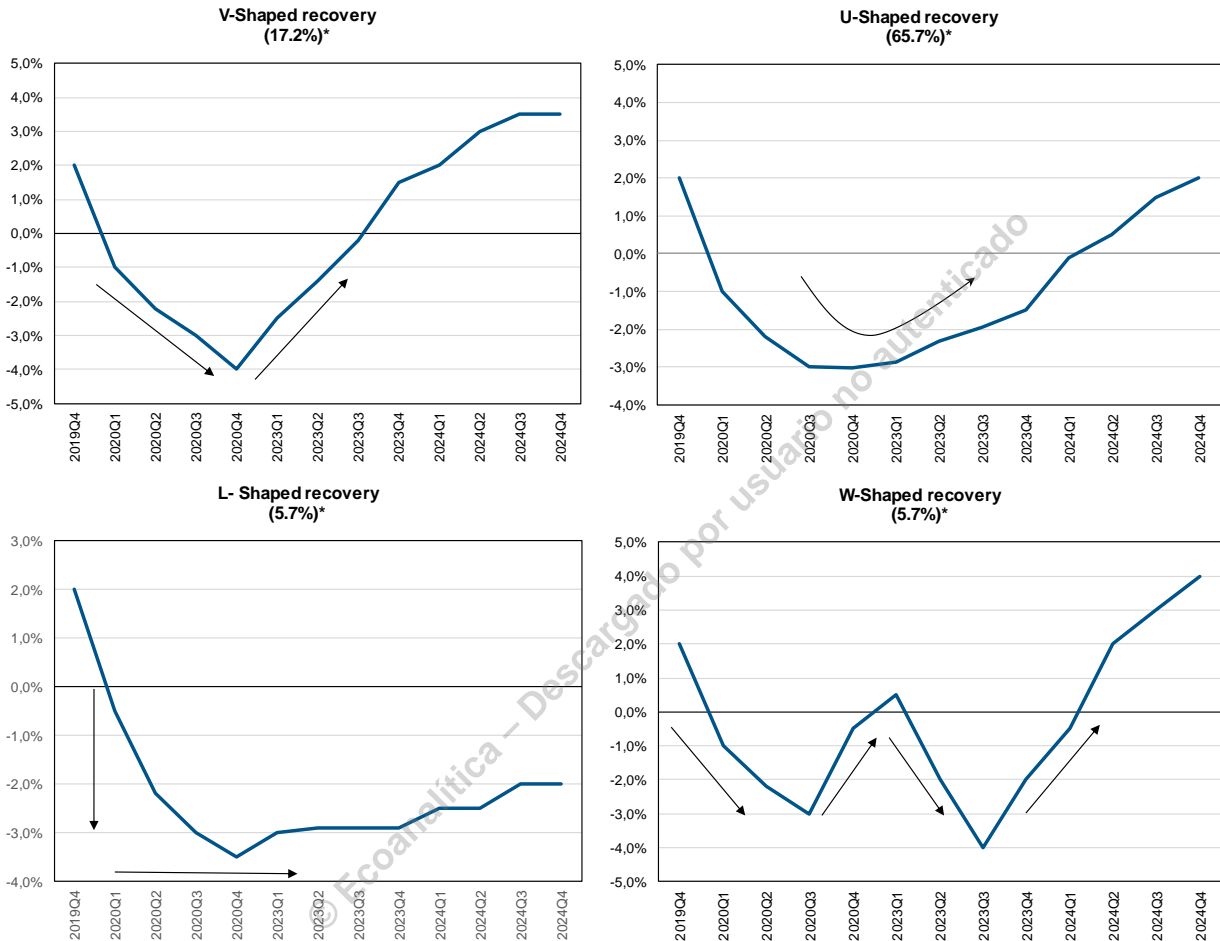 V-Shaped recovery
(17.2%)*
5,0%
4,0%
3,0%
2,0%
1,0%
0,0%
-1,0%
-2,0%
-3,0%
-4,0%
-5,0%
2019Q4
2020Q1
2020Q2
2020Q3
2020Q4
2023Q1
2023Q2
2023Q3
2023Q4
2024Q1
2024Q2
2024Q3
2024Q4
U-Shaped recovery
(65.7%)*
5,0%
4,0%
3,0%
2,0%
1,0%
0,0%
-1,0%
-2,0%
-3,0%
-4,0%
2019Q4
2020Q1
2020Q2
2020Q3
2020Q4
2023Q1
2023Q2
2023Q3
2023Q4
2024Q1
2024Q2
2024Q3
2024Q4
L- Shaped recovery
(5.7%)*
3,0%
2,0%
1,0%
0,0%
-1,0%
-2,0%
-3,0%
-4,0%
2019Q4
2020Q1
2020Q2
2020Q3
2020Q4
2023Q1
2023Q2
2023Q3
2023Q4
2024Q1
2024Q2
2024Q3
2024Q4
W-Shaped recovery
(5.7%)*
5,0%
4,0%
3,0%
2,0%
1,0%
0,0%
-1,0%
-2,0%
-3,0%
-4,0%
-5,0%
2019Q4
2020Q1
2020Q2
2020Q3
2020Q4
2023Q1
2023Q2
2023Q3
2023Q4
2024Q1
2024Q2
2024Q3
2024Q4
© Ecoanalítica – Descargado por usuario no autenticado